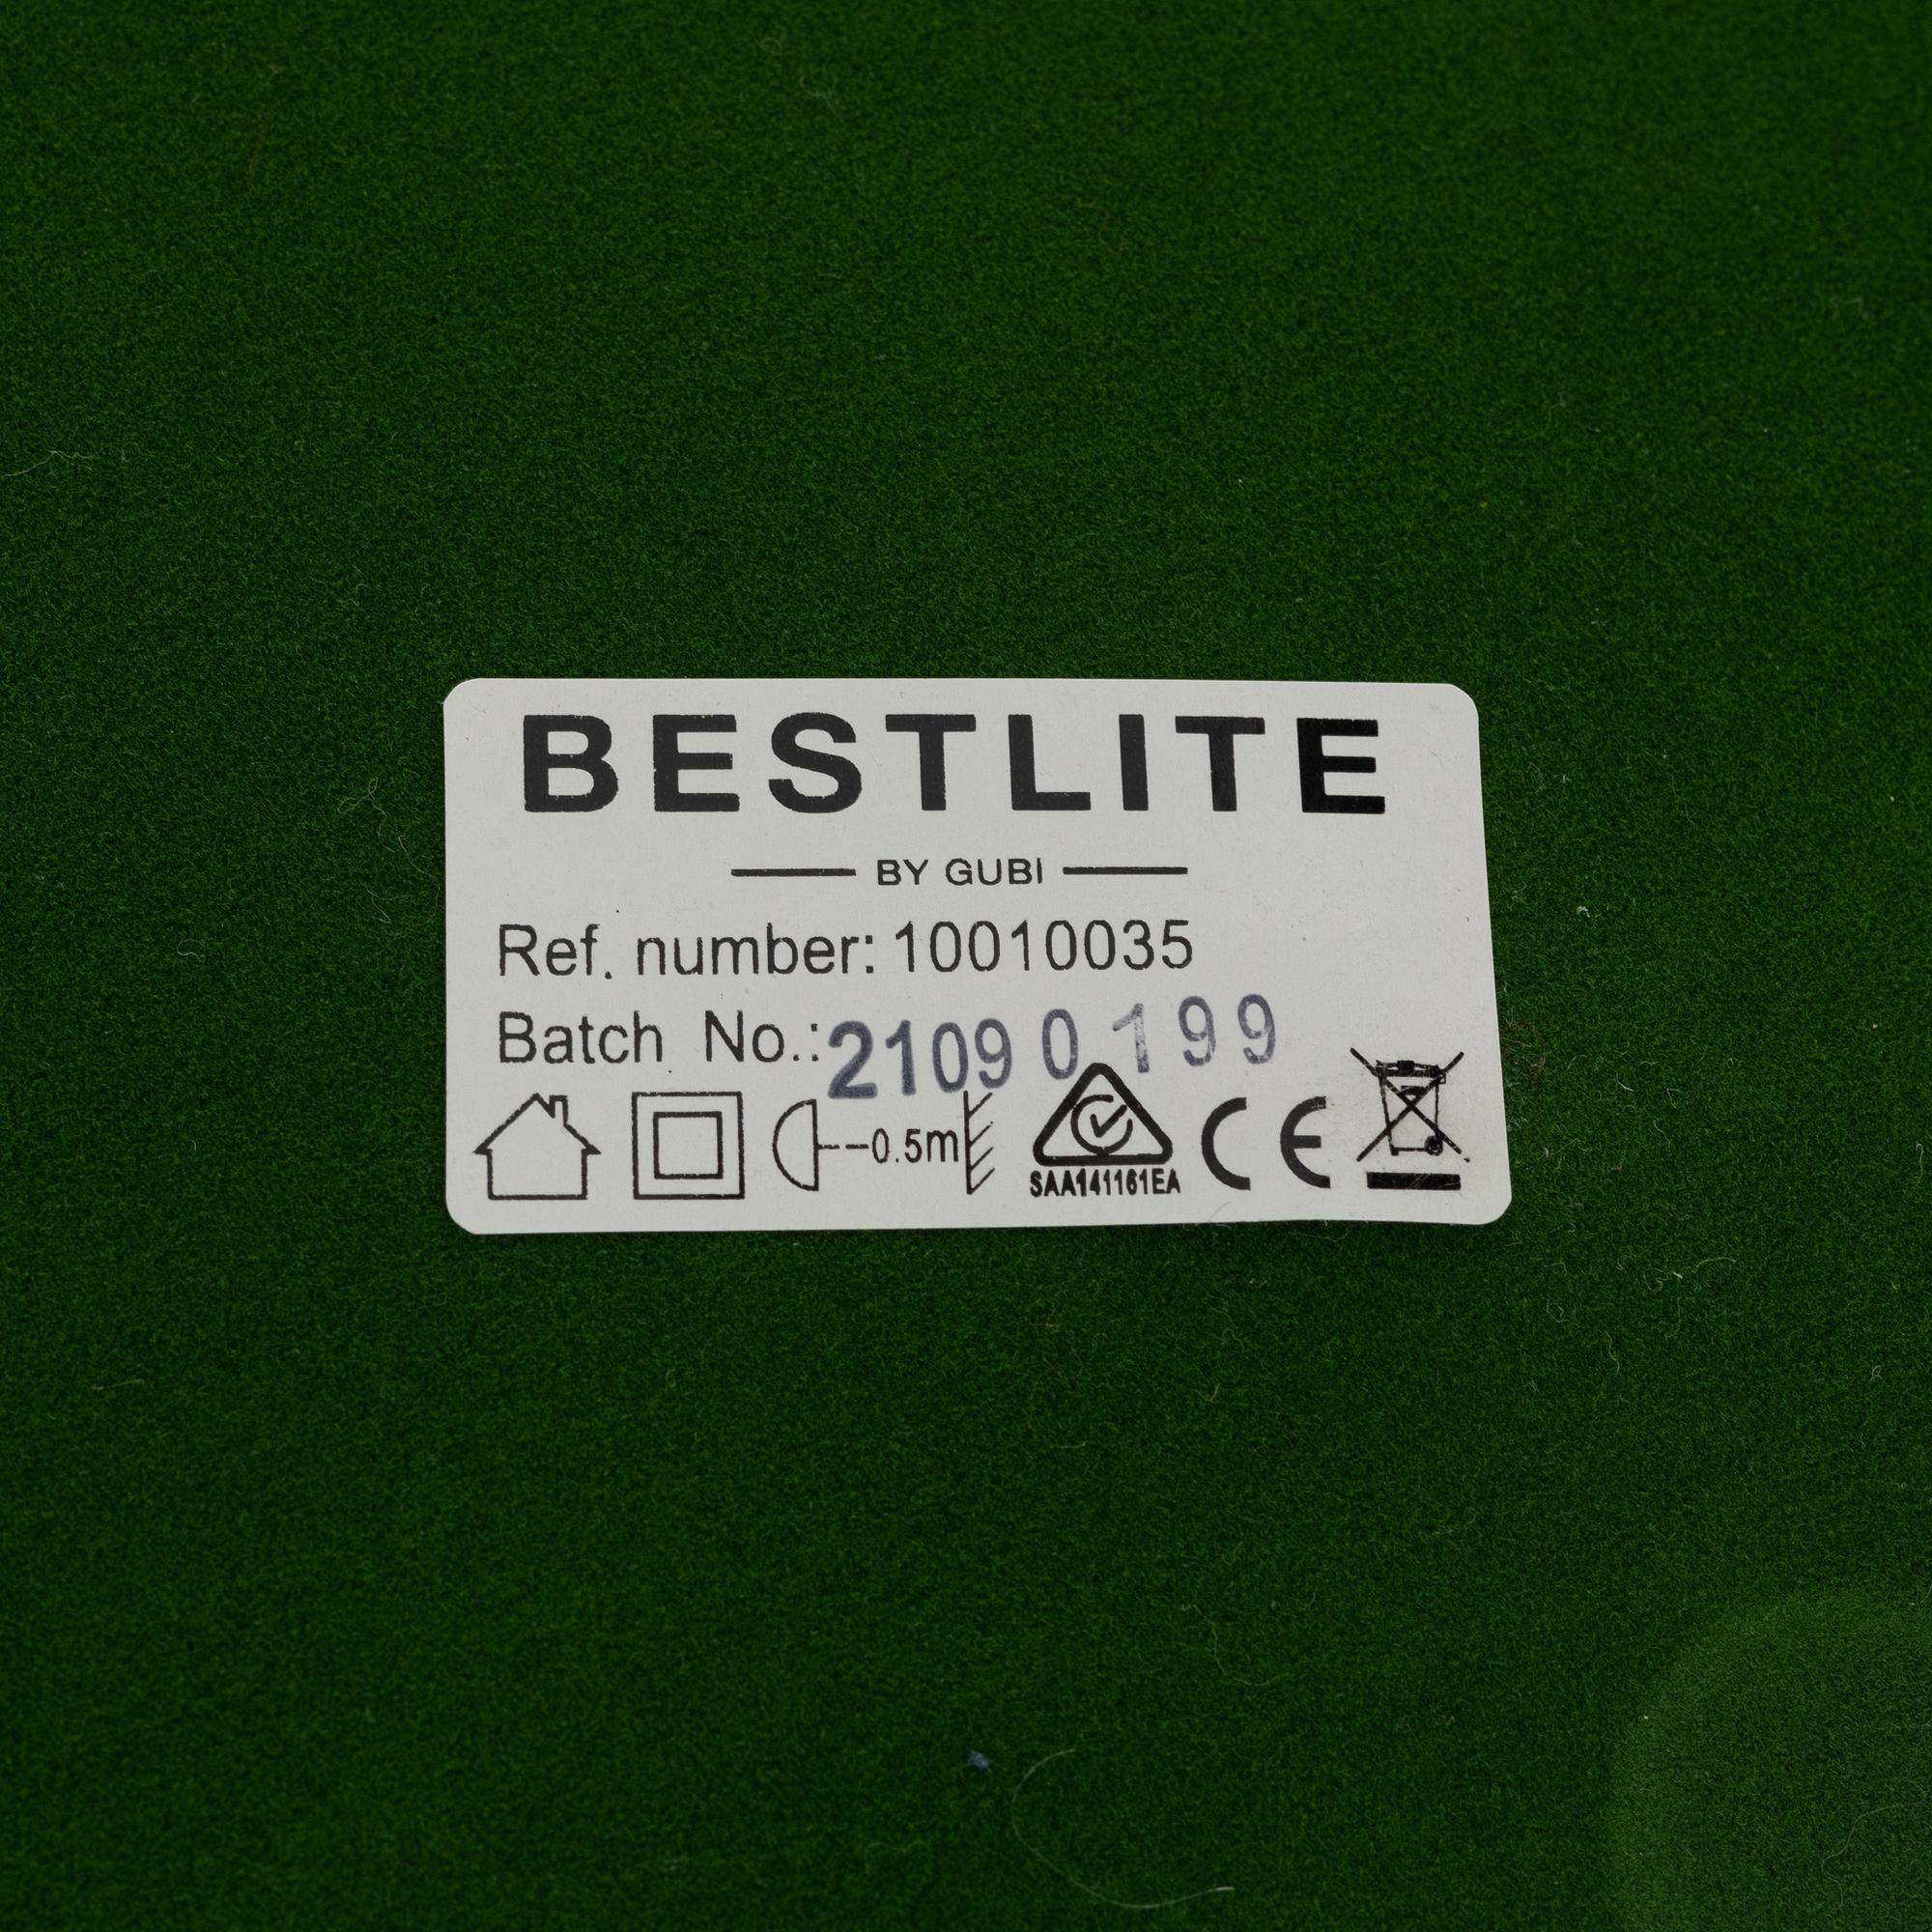 BESTLITE
BY GUBI
Ref. number: 10010035
Batch No.: 21090199
0.5m
SAA141161EA
CE